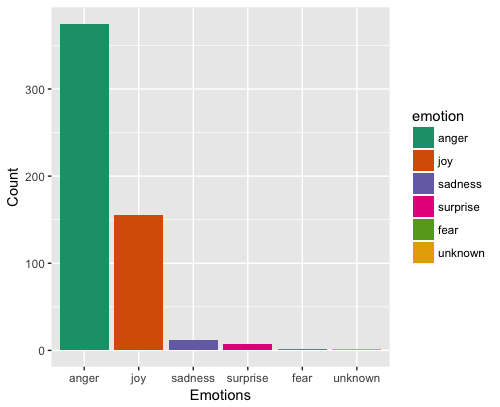 Count
300
200
100
0
anger joy sadness surprise fear unknown
Emotions
emotion
anger
joy
sadness
surprise
fear
unknown